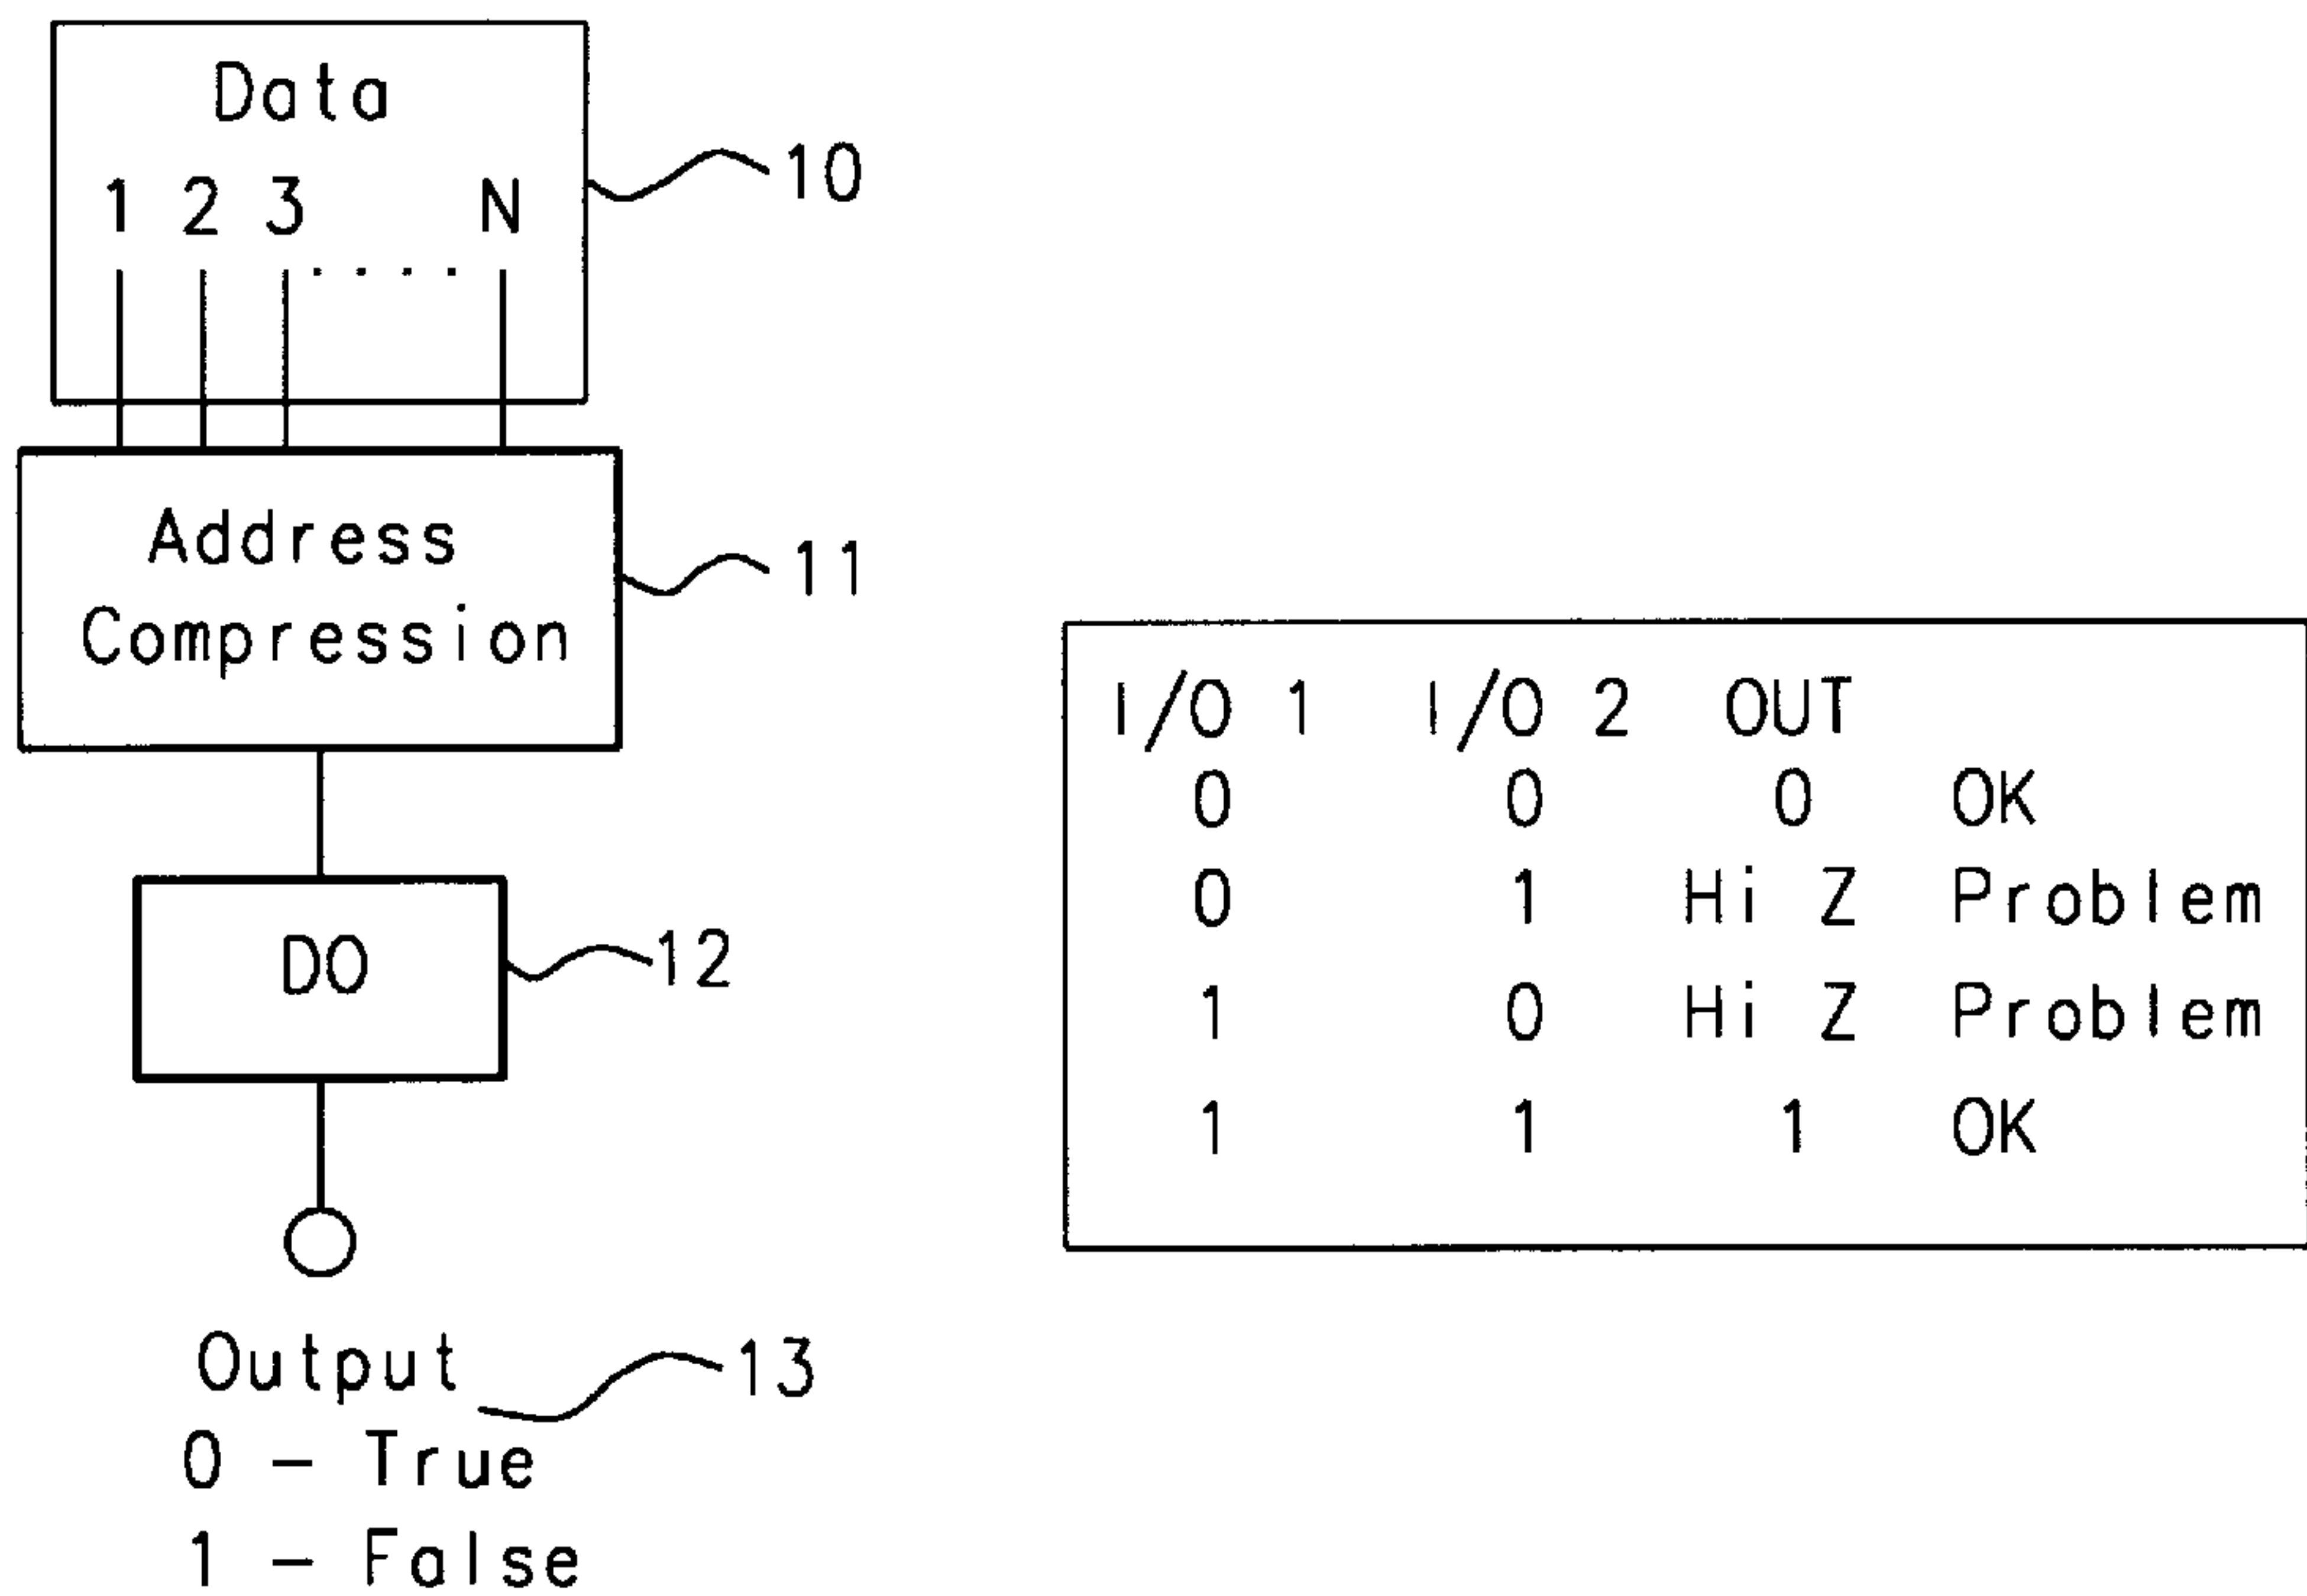 Data
1 2 3 . . . . N
10
Address
Compression
11
DO
12
Output
13
0 - True
1 - False
I/O 1 I/O 2 OUT
0 0 0 OK
0 1 Hi Z Problem
1 0 Hi Z Problem
1 1 1 OK